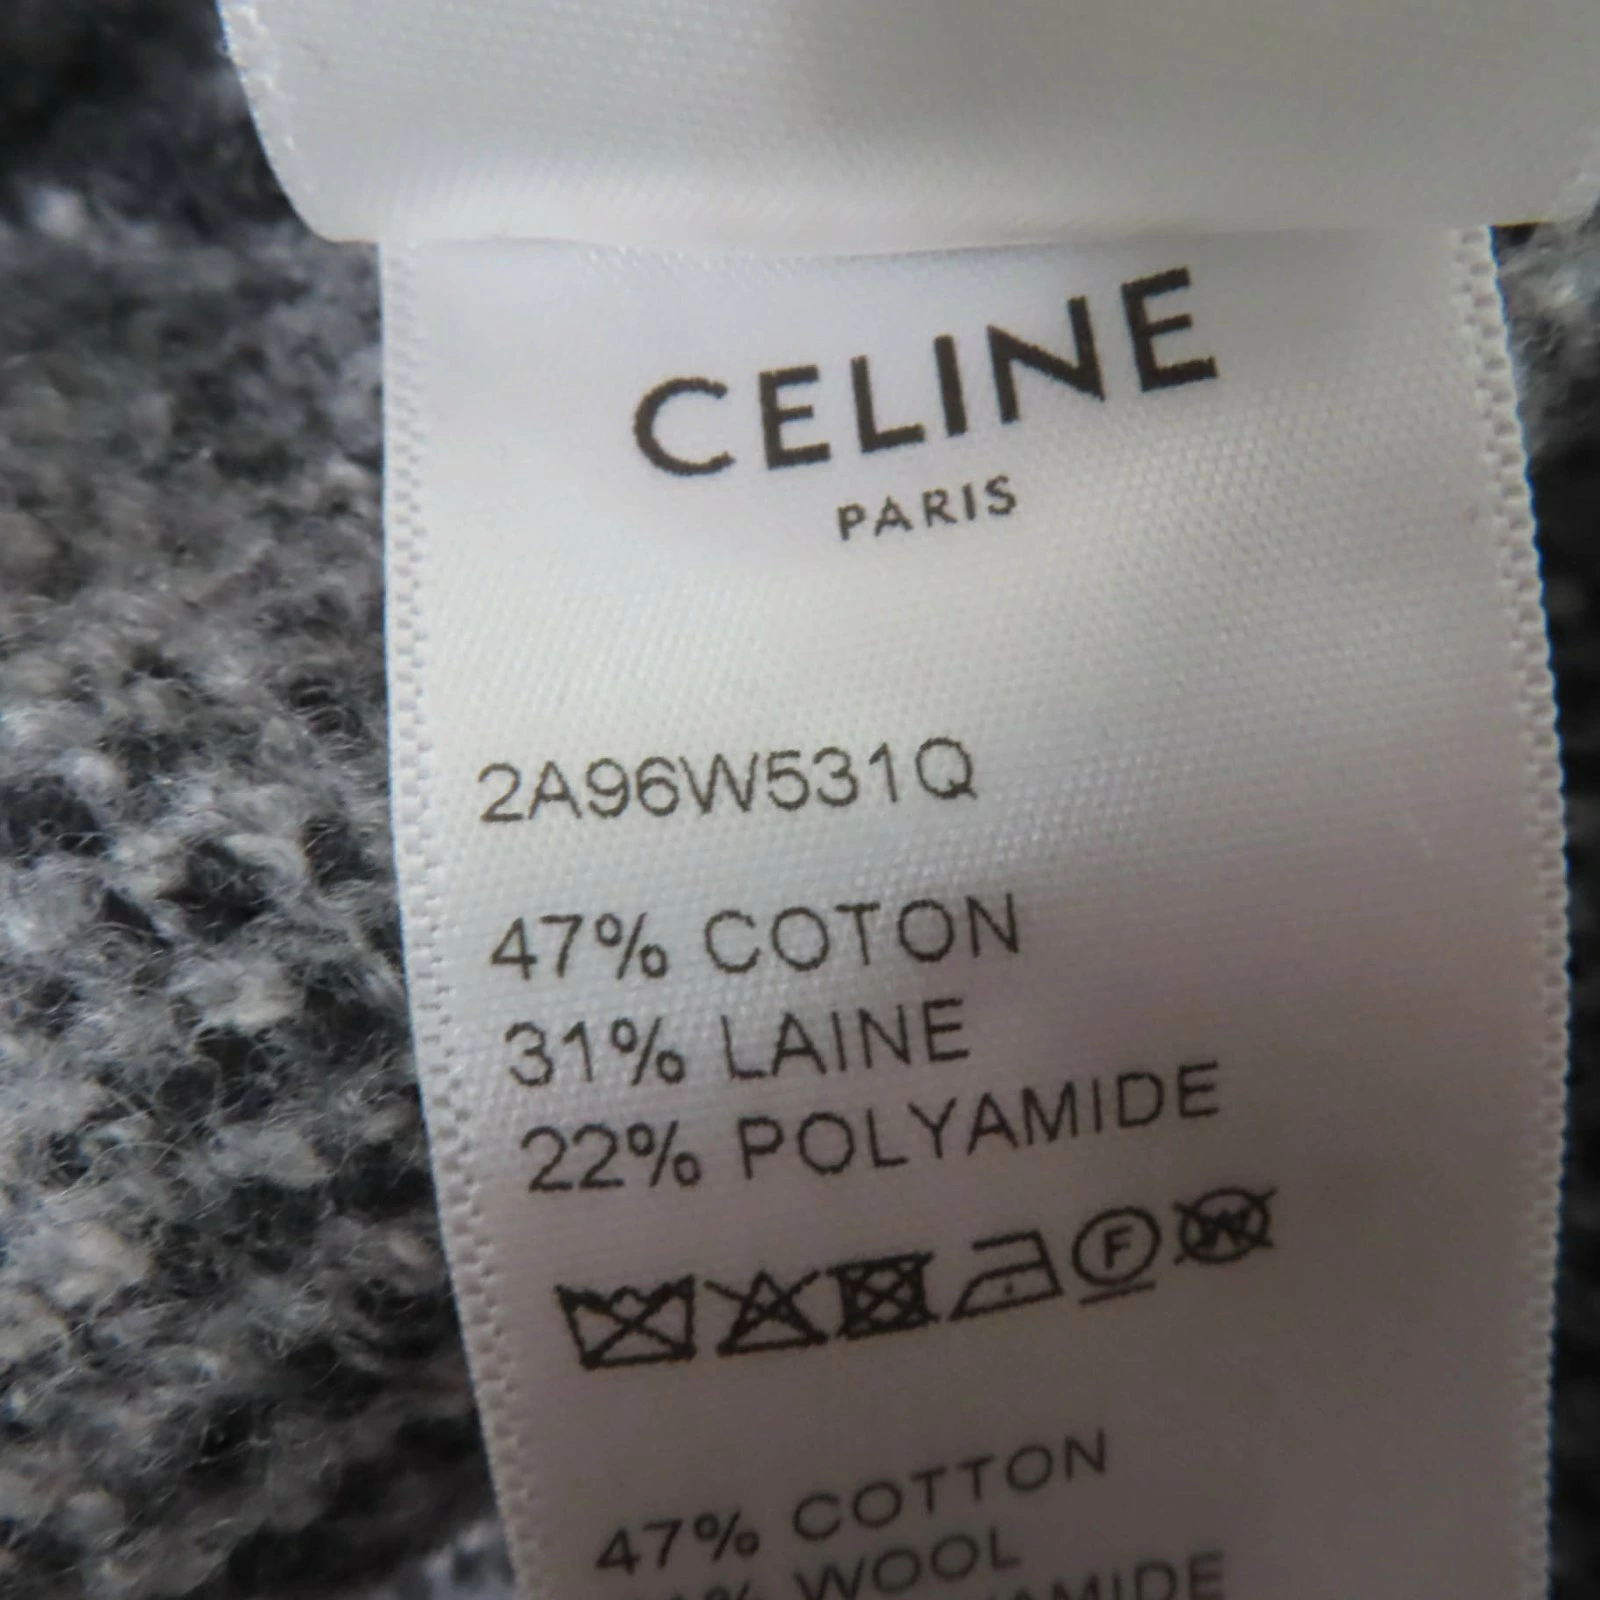 CELINE
PARIS
2A96W531Q
47% COTON
31% LAINE
22% POLYAMIDE
F W
47% COTTON
WOOL